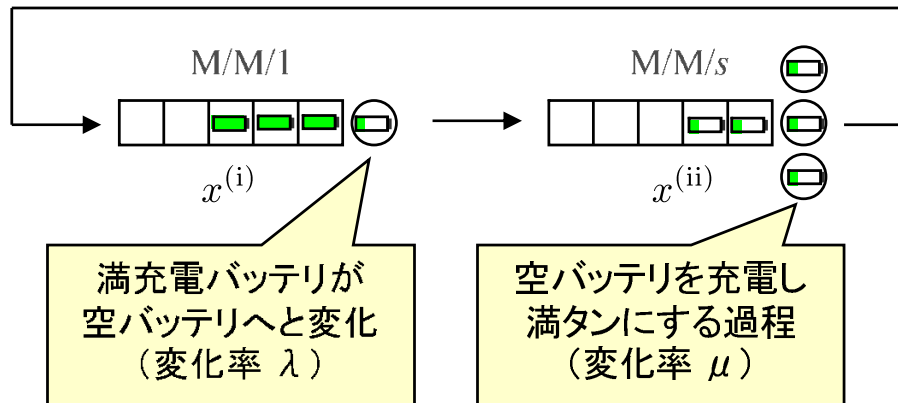 M/M/1
M/M/s
x^(i)
x^(ii)
満充電バッテリが
空バッテリへと変化
（変化率 λ）
空バッテリを充電し
満タンにする過程
（変化率 μ）